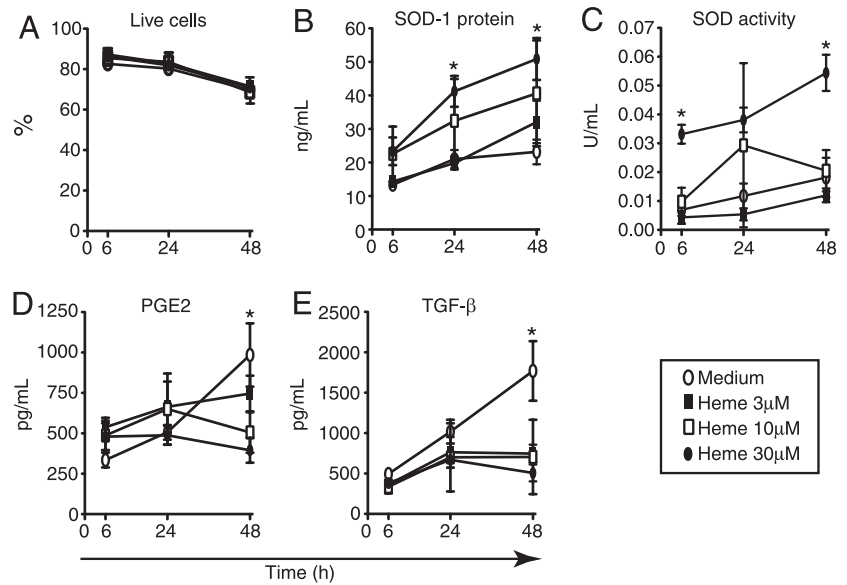 A
Live cells
%
100
80
60
40
20
0
0 6 24 48
B
SOD-1 protein
ng/mL
60
50
40
30
20
10
0
0 6 24 48
*
*
C
SOD activity
U/mL
0.07
0.06
0.05
0.04
0.03
0.02
0.01
0.00
0 6 24 48
*
*
D
PGE2
pg/mL
1250
1000
750
500
250
0
0 6 24 48
*
E
TGF-β
pg/mL
2500
2000
1500
1000
500
0
0 6 24 48
*
Medium
Heme 3μM
Heme 10μM
Heme 30μM
Time (h)